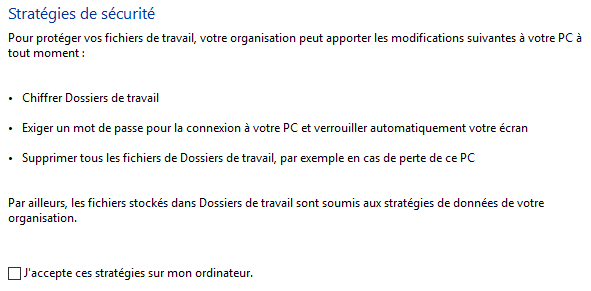 Stratégies de sécurité
Pour protéger vos fichiers de travail, votre organisation peut apporter les modifications suivantes à votre PC à
tout moment :
• Chiffrer Dossiers de travail
• Exiger un mot de passe pour la connexion à votre PC et verrouiller automatiquement votre écran
• Supprimer tous les fichiers de Dossiers de travail, par exemple en cas de perte de ce PC
Par ailleurs, les fichiers stockés dans Dossiers de travail sont soumis aux stratégies de données de votre
organisation.
J'accepte ces stratégies sur mon ordinateur.